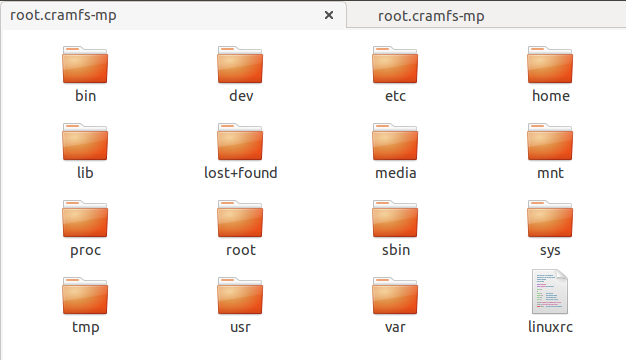 root.cramfs-mp × root.cramfs-mp
bin dev etc home
lib lost+found media mnt
proc root sbin sys
tmp usr var linuxrc